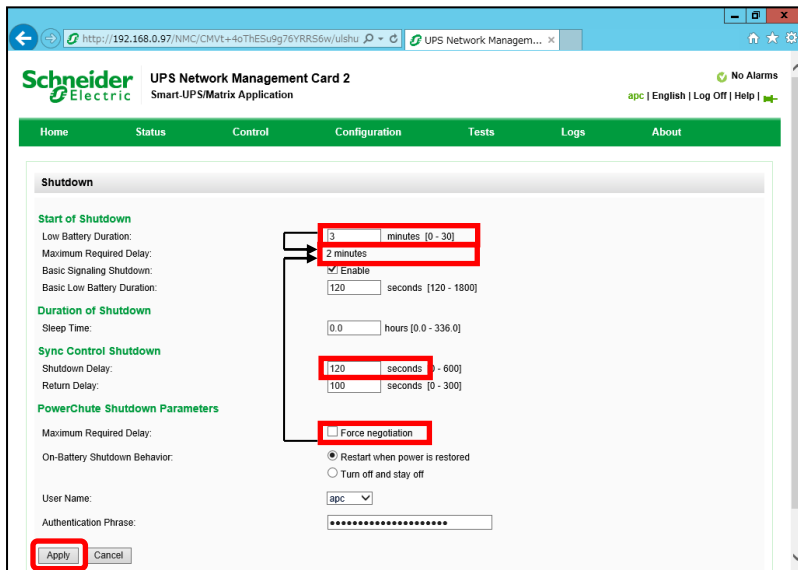 http://192.168.0.97/NMC/CMVt+4oThESu9g76YRRS6w/ulshu
UPS Network Managem...
Schneider Electric
UPS Network Management Card 2
Smart-UPS/Matrix Application
No Alarms
apc | English | Log Off | Help |
Home Status Control Configuration Tests Logs About
Shutdown
Start of Shutdown
Low Battery Duration: 3 minutes [0 - 30]
Maximum Required Delay: 2 minutes
Basic Signaling Shutdown: Enable
Basic Low Battery Duration: 120 seconds [120 - 1800]
Duration of Shutdown
Sleep Time: 0.0 hours [0.0 - 336.0]
Sync Control Shutdown
Shutdown Delay: 120 seconds - 600]
Return Delay: 100 seconds [0 - 300]
PowerChute Shutdown Parameters
Maximum Required Delay: Force negotiation
On-Battery Shutdown Behavior: Restart when power is restored
Turn off and stay off
User Name: apc
Authentication Phrase:
Apply Cancel